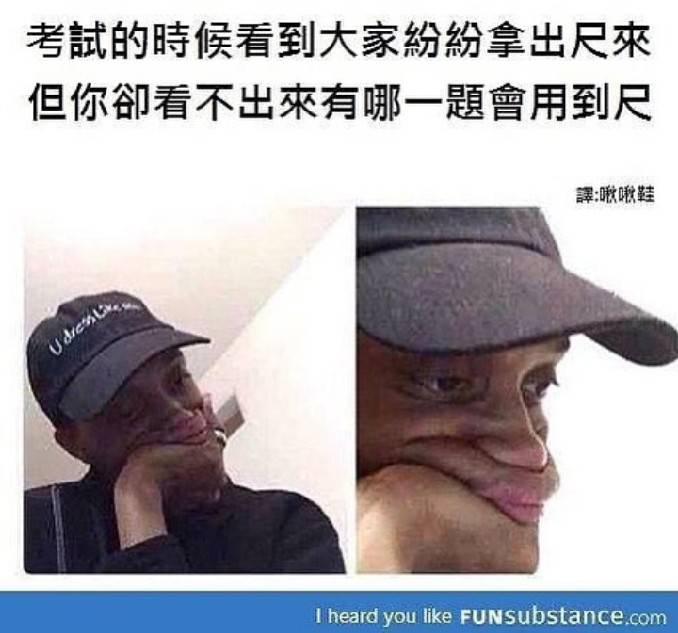 考試的時候看到大家紛紛拿出尺來
但你卻看不出來有哪一題會用到尺
譯:啾啾鞋
U dress Like
I heard you like FUNSUbstance.com